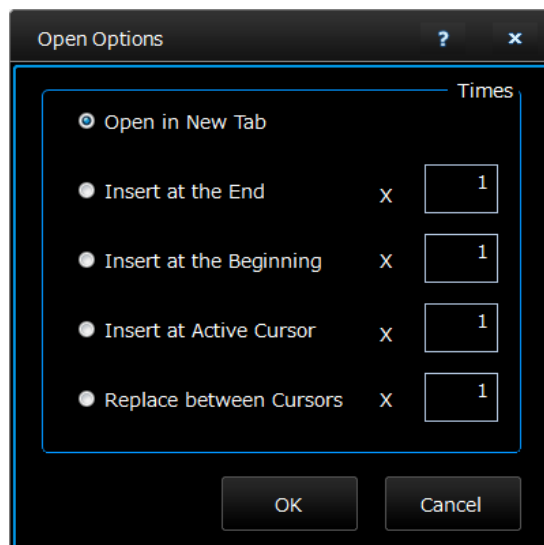 Open Options ? x
Times
Open in New Tab
Insert at the End X 1
Insert at the Beginning X 1
Insert at Active Cursor X 1
Replace between Cursors X 1
OK Cancel